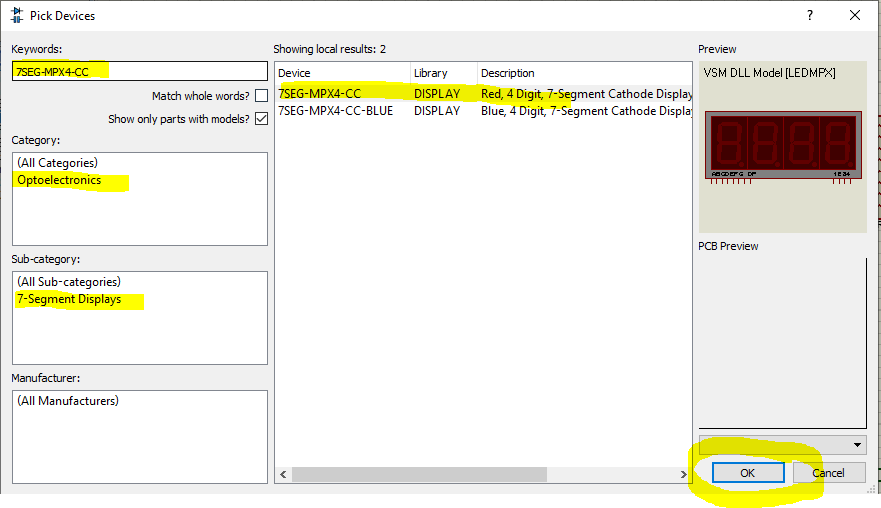 Pick Devices
?
Keywords:
7SEG-MPX4-CC
Match whole words?
Show only parts with models?
Category:
(All Categories)
Optoelectronics
Sub-category:
(All Sub-categories)
7-Segment Displays
Manufacturer:
(All Manufacturers)
Showing local results: 2
Device Library Description
7SEG-MPX4-CC DISPLAY Red, 4 Digit, 7-Segment Cathode Display
7SEG-MPX4-CC-BLUE DISPLAY Blue, 4 Digit, 7-Segment Cathode Displa
Preview
VSM DLL Model [LEDMPX]
ABCDEFG DP 1234
PCB Preview
OK Cancel